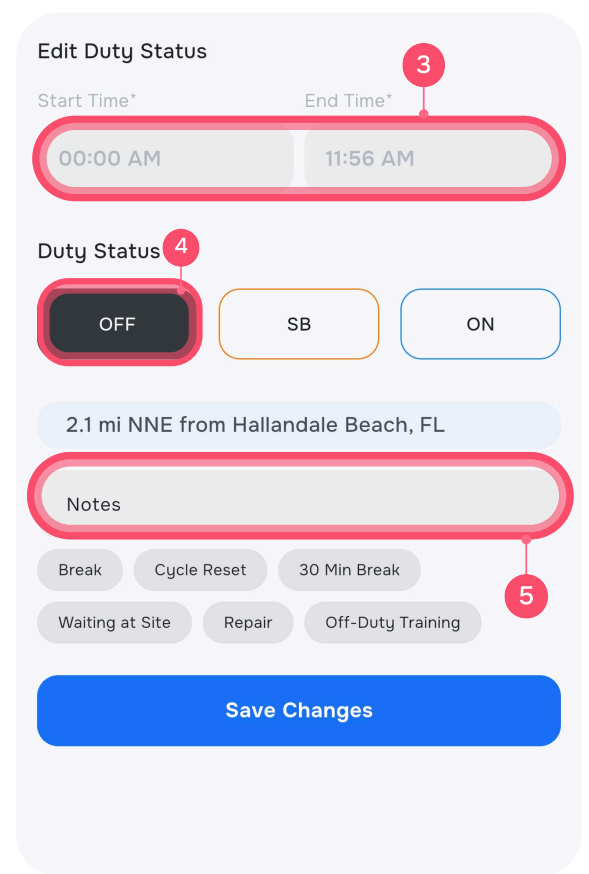 Edit Duty Status
3
Start Time* End Time*
00:00 AM 11:56 AM
Duty Status 4
OFF SB ON
2.1 mi NNE from Hallandale Beach, FL
Notes
Break Cycle Reset 30 Min Break
5
Waiting at Site Repair Off-Duty Training
Save Changes